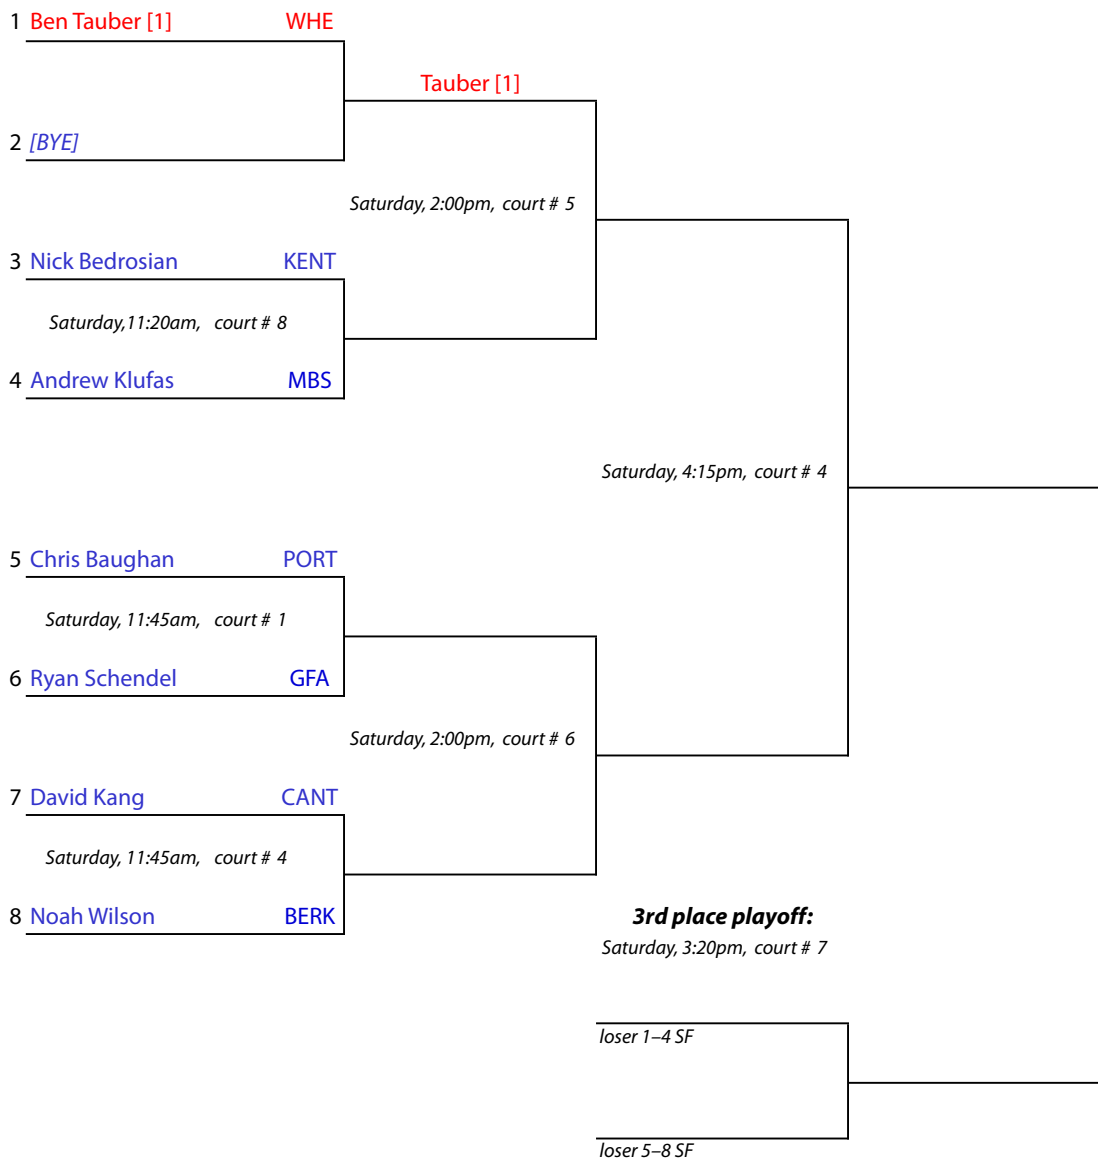 1 Ben Tauber [1] WHE
Tauber [1]
2 [BYE]
Saturday, 2:00pm, court # 5
3 Nick Bedrosian KENT
Saturday,11:20am, court # 8
4 Andrew Klufas MBS
Saturday, 4:15pm, court # 4
5 Chris Baughan PORT
Saturday, 11:45am, court # 1
6 Ryan Schendel GFA
Saturday, 2:00pm, court # 6
7 David Kang CANT
Saturday, 11:45am, court # 4
8 Noah Wilson BERK
3rd place playoff:
Saturday, 3:20pm, court # 7
loser 1–4 SF
loser 5–8 SF